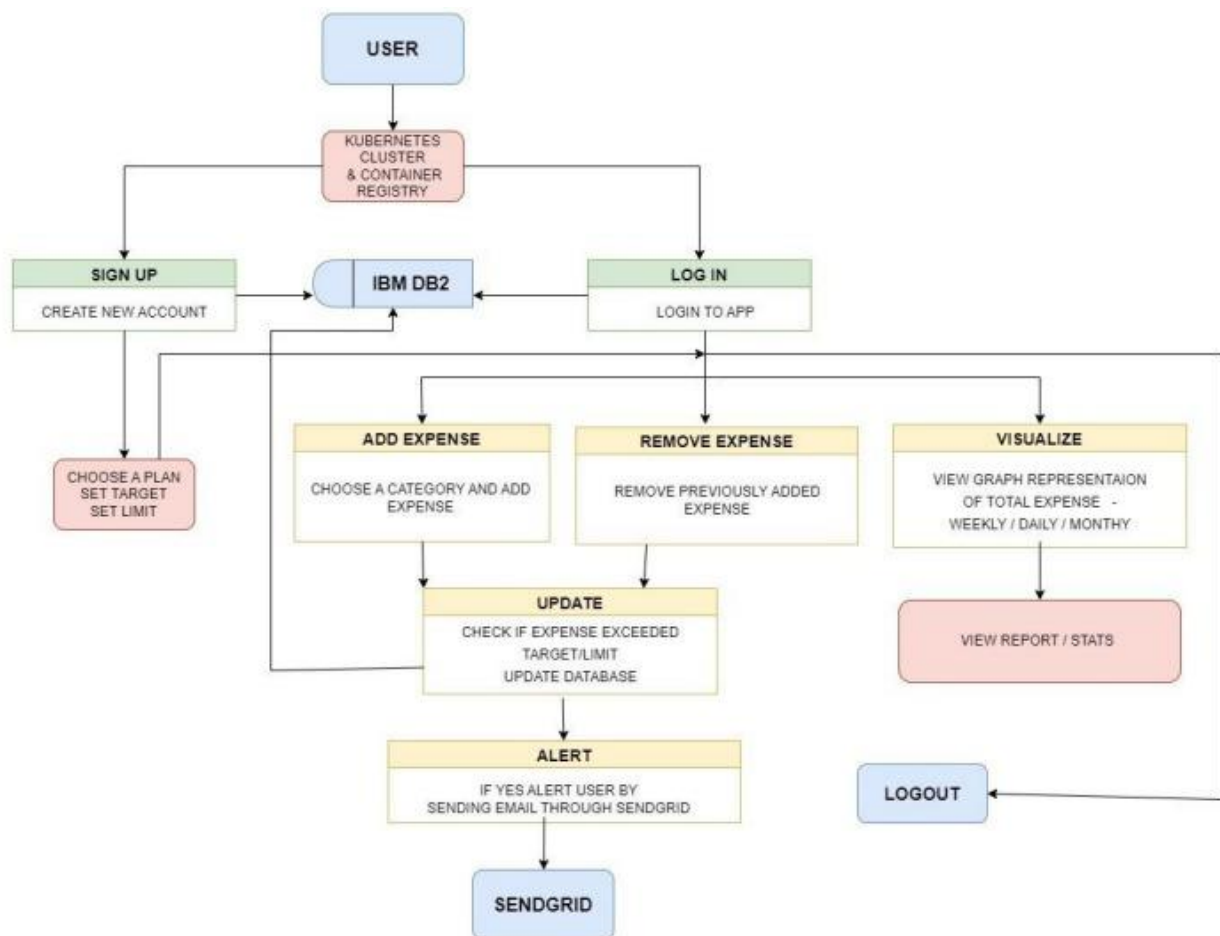 USER
KUBERNETES
CLUSTER
& CONTAINER
REGISTRY
SIGN UP
CREATE NEW ACCOUNT
IBM DB2
LOG IN
LOGIN TO APP
CHOOSE A PLAN
SET TARGET
SET LIMIT
ADD EXPENSE
CHOOSE A CATEGORY AND ADD
EXPENSE
REMOVE EXPENSE
REMOVE PREVIOUSLY ADDED
EXPENSE
VISUALIZE
VIEW GRAPH REPRESENTAION
OF TOTAL EXPENSE -
WEEKLY / DAILY / MONTHY
UPDATE
CHECK IF EXPENSE EXCEEDED
TARGET/LIMIT
UPDATE DATABASE
VIEW REPORT / STATS
ALERT
IF YES ALERT USER BY
SENDING EMAIL THROUGH SENDGRID
LOGOUT
SENDGRID